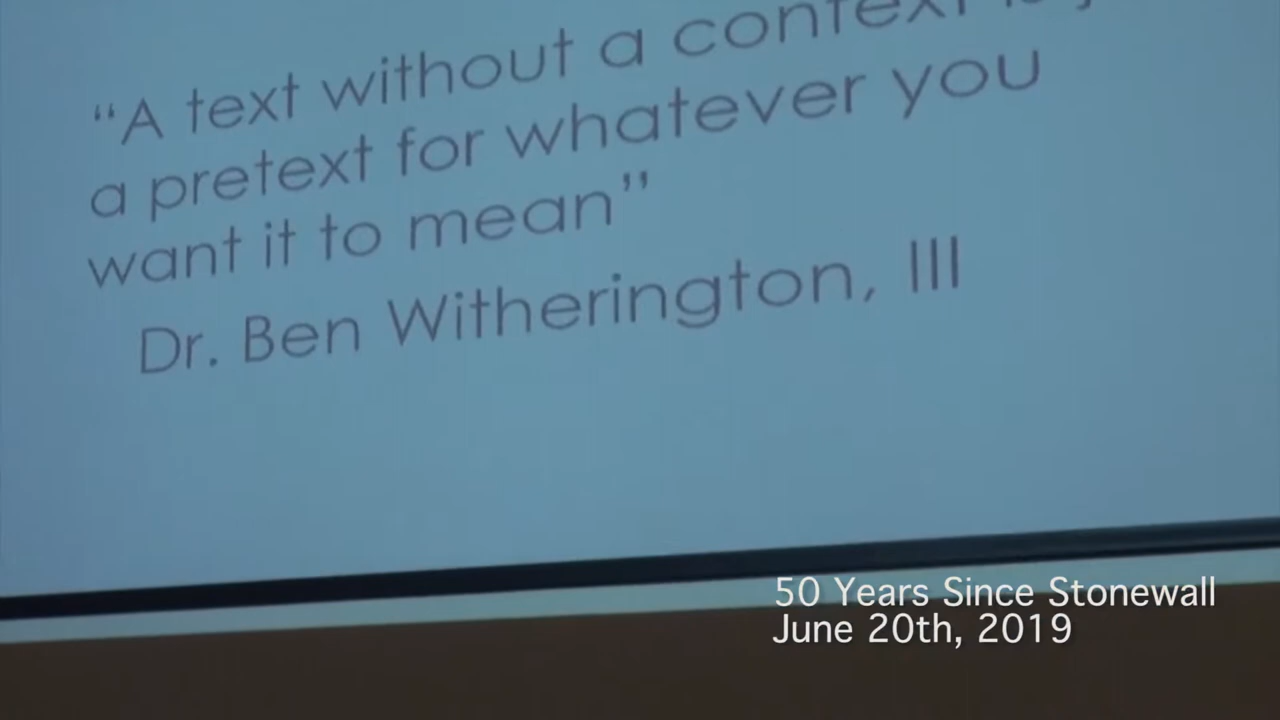 “A text without a context
a pretext for whatever you
want it to mean”
Dr. Ben Witherington, III
50 Years Since Stonewall
June 20th, 2019